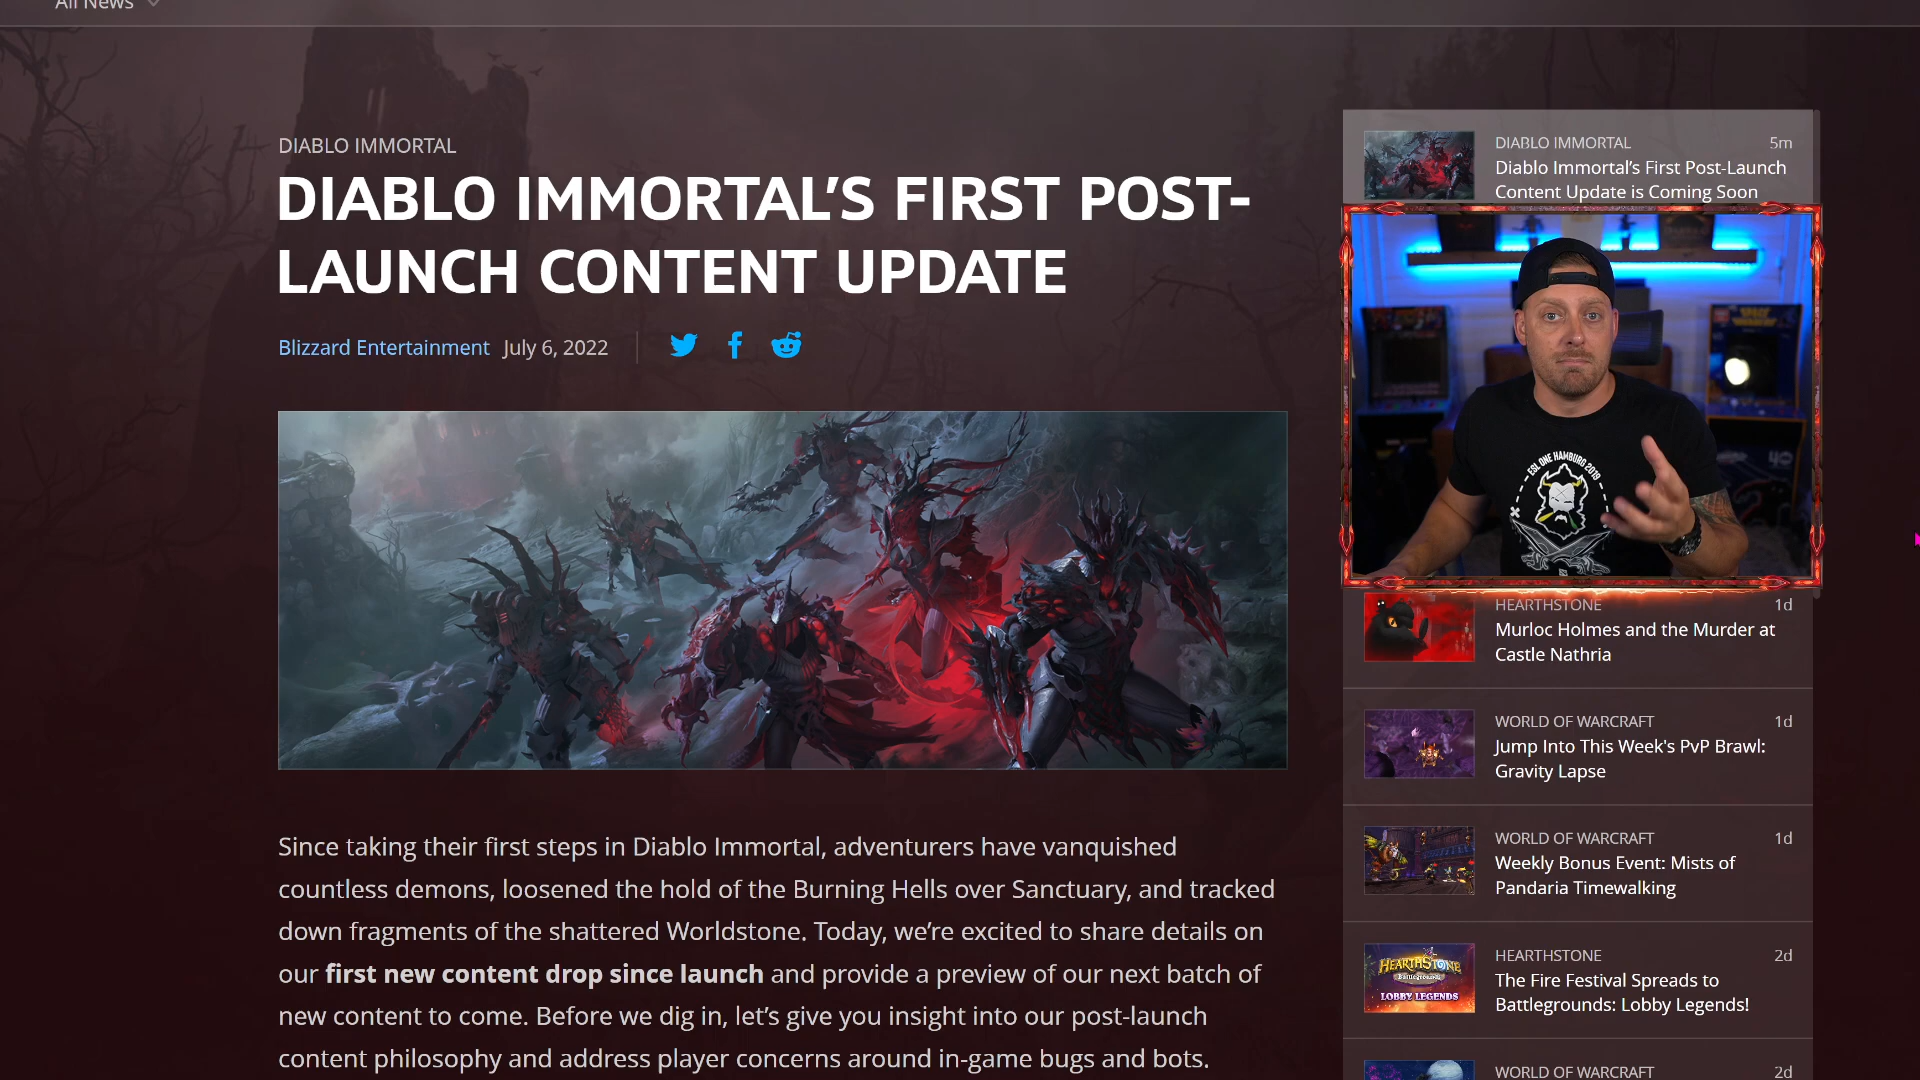 All News
DIABLO IMMORTAL
DIABLO IMMORTAL’S FIRST POST-
LAUNCH CONTENT UPDATE
Blizzard Entertainment July 6, 2022
Since taking their first steps in Diablo Immortal, adventurers have vanquished
countless demons, loosened the hold of the Burning Hells over Sanctuary, and tracked
down fragments of the shattered Worldstone. Today, we’re excited to share details on
our first new content drop since launch and provide a preview of our next batch of
new content to come. Before we dig in, let’s give you insight into our post-launch
content philosophy and address player concerns around in-game bugs and bots.
DIABLO IMMORTAL 5m
Diablo Immortal’s First Post-Launch
Content Update is Coming Soon
ESL ONE HAMBURG 2019
HEARTHSTONE 1d
Murloc Holmes and the Murder at
Castle Nathria
WORLD OF WARCRAFT 1d
Jump Into This Week's PvP Brawl:
Gravity Lapse
WORLD OF WARCRAFT 1d
Weekly Bonus Event: Mists of
Pandaria Timewalking
HEARTHSTONE
Battlegrounds
LOBBY LEGENDS
HEARTHSTONE 2d
The Fire Festival Spreads to
Battlegrounds: Lobby Legends!
WORLD OF WARCRAFT 2d